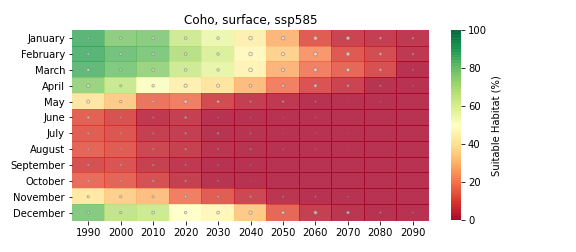 Coho, surface, ssp585
January
February
March
April
May
June
July
August
September
October
November
December
1990 2000 2010 2020 2030 2040 2050 2060 2070 2080 2090
100
80
60
40
20
0
Suitable Habitat (%)